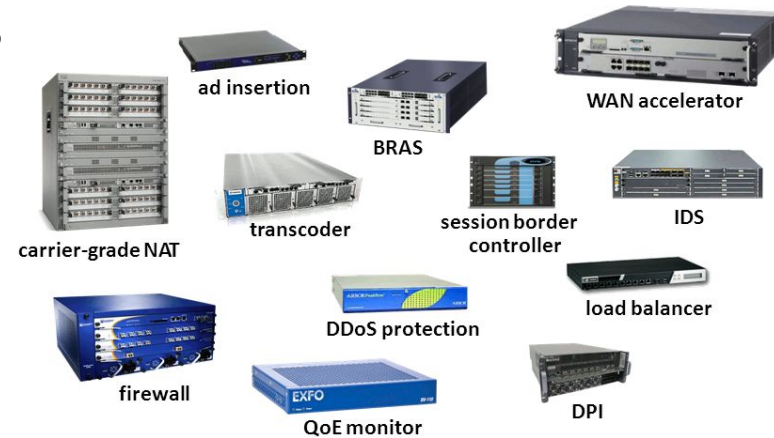 ad insertion
WAN accelerator
BRAS
carrier-grade NAT
transcoder
session border
controller
IDS
load balancer
DDoS protection
firewall
EXFO
QoE monitor
DPI